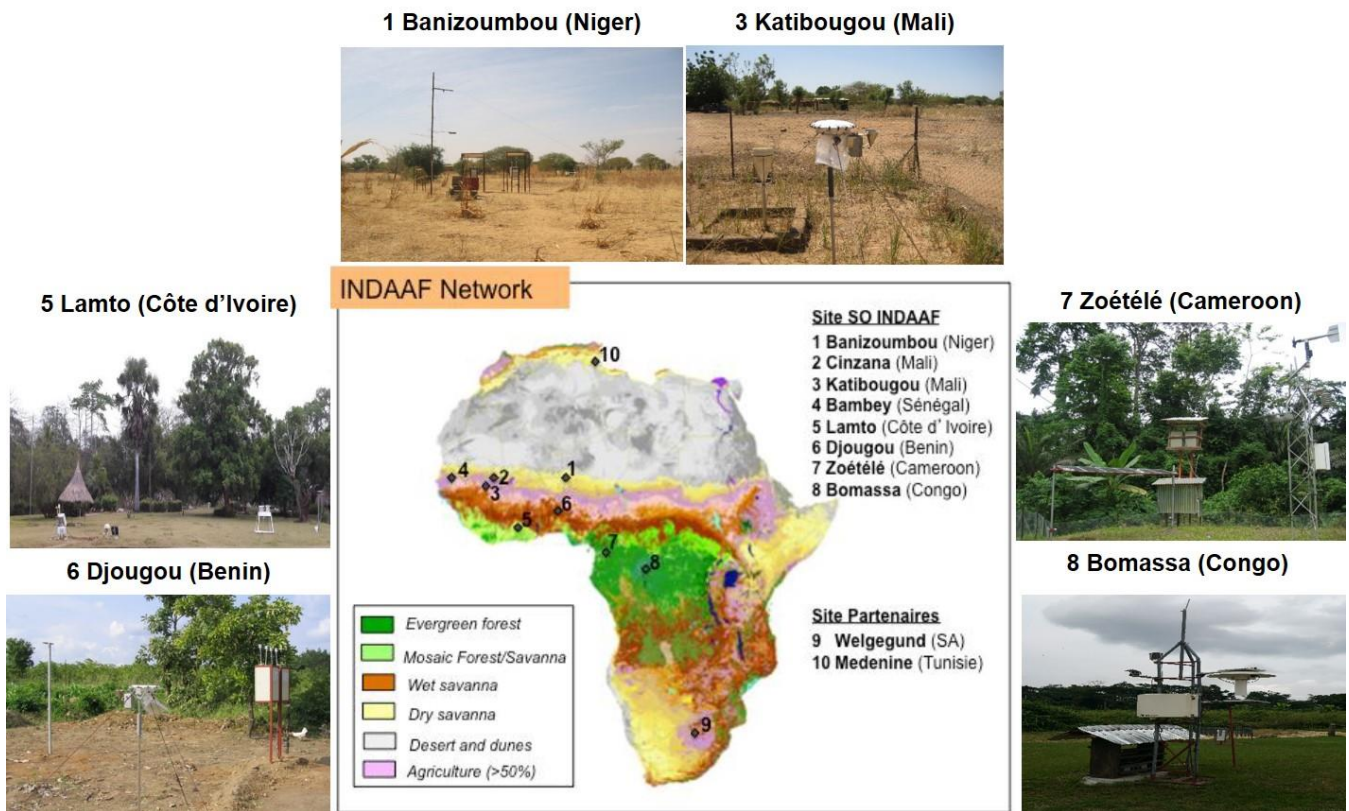 1 Banizoumbou (Niger)
3 Katibougou (Mali)
5 Lamto (Côte d'Ivoire)
INDAAF Network
7 Zoétélé (Cameroon)
Site SO INDAAF
1 Banizoumbou (Niger)
2 Cinzana (Mali)
3 Katibougou (Mali)
4 Bambey (Sénégal)
5 Lamto (Côte d' Ivoire)
6 Djougou (Benin)
7 Zoétélé (Cameroon)
8 Bomassa (Congo)
10
4
2
1
3
6
5
7
8
9
6 Djougou (Benin)
8 Bomassa (Congo)
Evergreen forest
Mosaic Forest/Savanna
Wet savanna
Dry savanna
Desert and dunes
Agriculture (>50%)
Site Partenaires
9 Welgegund (SA)
10 Medenine (Tunisie)